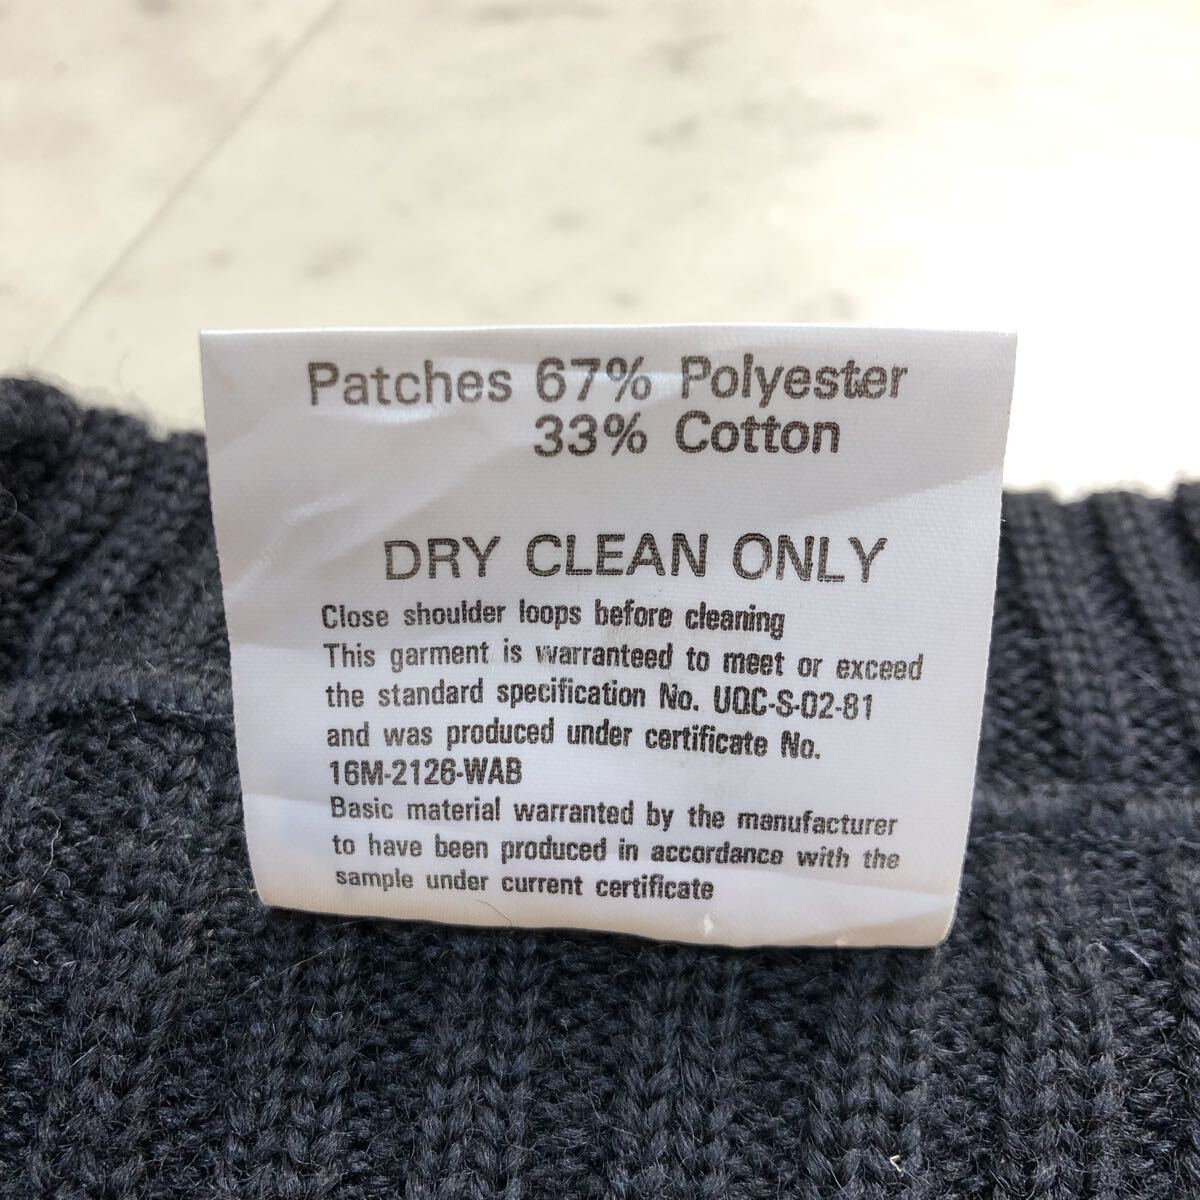 Patches 67% Polyester
33% Cotton
DRY CLEAN ONLY
Close shoulder loops before cleaning
This garment is warranteed to meet or exceed
the standard specification No. UQC-S-02-81
and was produced under certificate No.
16M-2126-WAB
Basic material warranted by the manufacturer
to have been produced in accordance with the
sample under current certificate